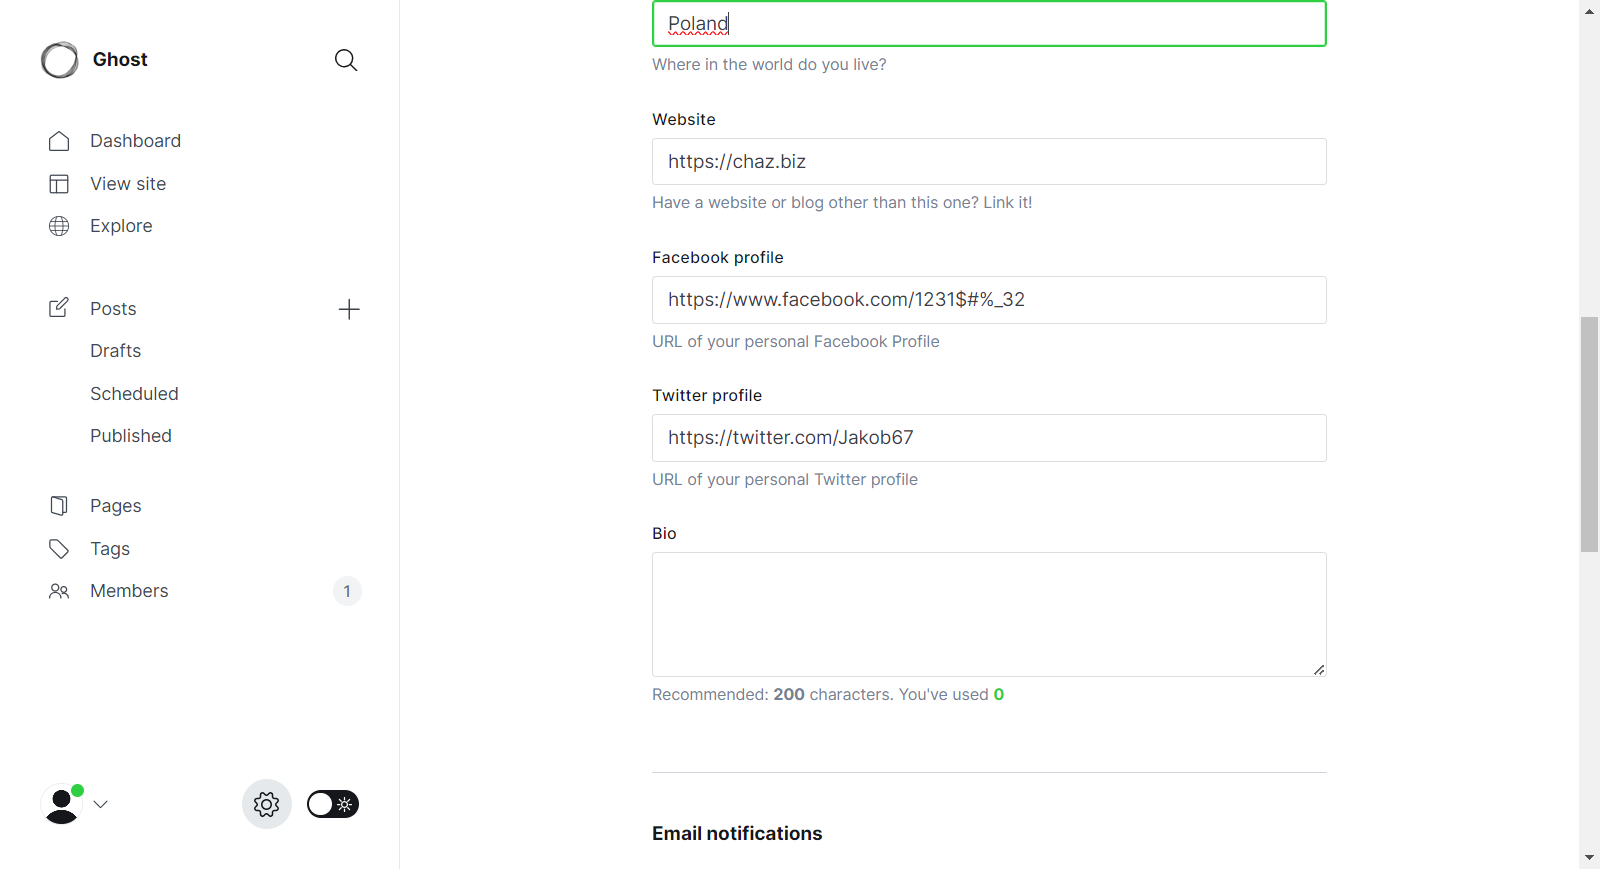 Ghost
Dashboard
View site
Explore
Posts
Drafts
Scheduled
Published
Pages
Tags
Members
1
Poland
Where in the world do you live?
Website
https://chaz.biz
Have a website or blog other than this one? Link it!
Facebook profile
https://www.facebook.com/1231$#%_32
URL of your personal Facebook Profile
Twitter profile
https://twitter.com/Jakob67
URL of your personal Twitter profile
Bio
Recommended: 200 characters. You've used 0
Email notifications